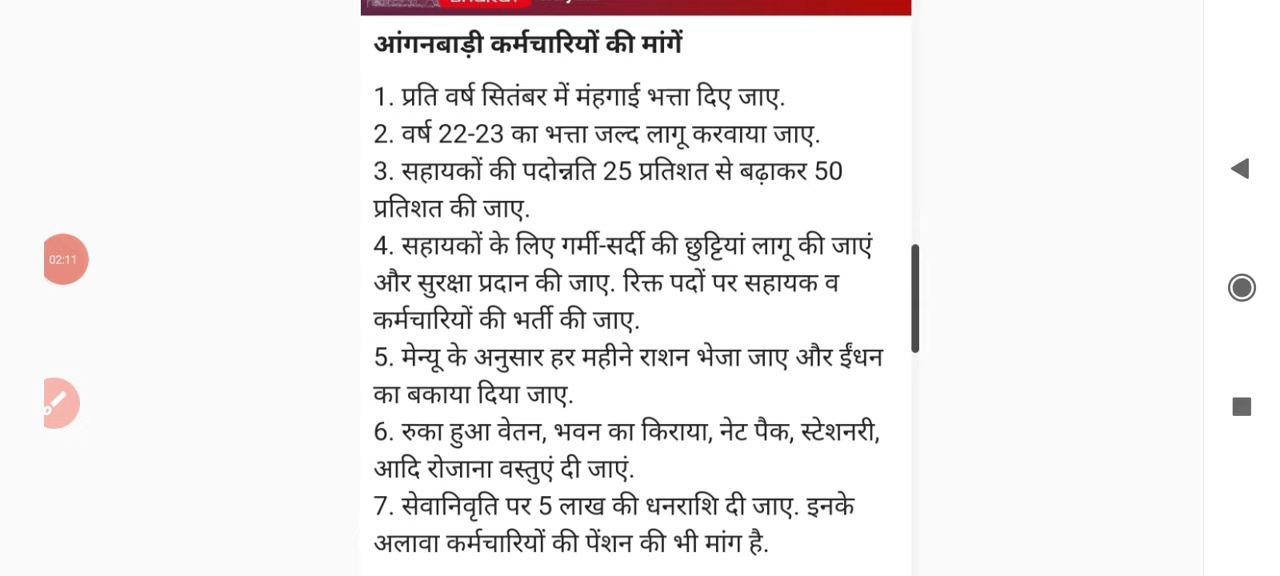 आंगनबाड़ी कर्मचारियों की मांगें
1. प्रति वर्ष सितंबर में मंहगाई भत्ता दिए जाए.
2. वर्ष 22-23 का भत्ता जल्द लागू करवाया जाए.
3. सहायकों की पदोन्नति 25 प्रतिशत से बढ़ाकर 50
प्रतिशत की जाए.
4. सहायकों के लिए गर्मी-सर्दी की छुट्टियां लागू की जाएं
और सुरक्षा प्रदान की जाए. रिक्त पदों पर सहायक व
कर्मचारियों की भर्ती की जाए.
5. मेन्यू के अनुसार हर महीने राशन भेजा जाए और ईंधन
का बकाया दिया जाए.
6. रुका हुआ वेतन, भवन का किराया, नेट पैक, स्टेशनरी,
आदि रोजाना वस्तुएं दी जाएं.
7. सेवानिवृति पर 5 लाख की धनराशि दी जाए. इनके
अलावा कर्मचारियों की पेंशन की भी मांग है.
02:11